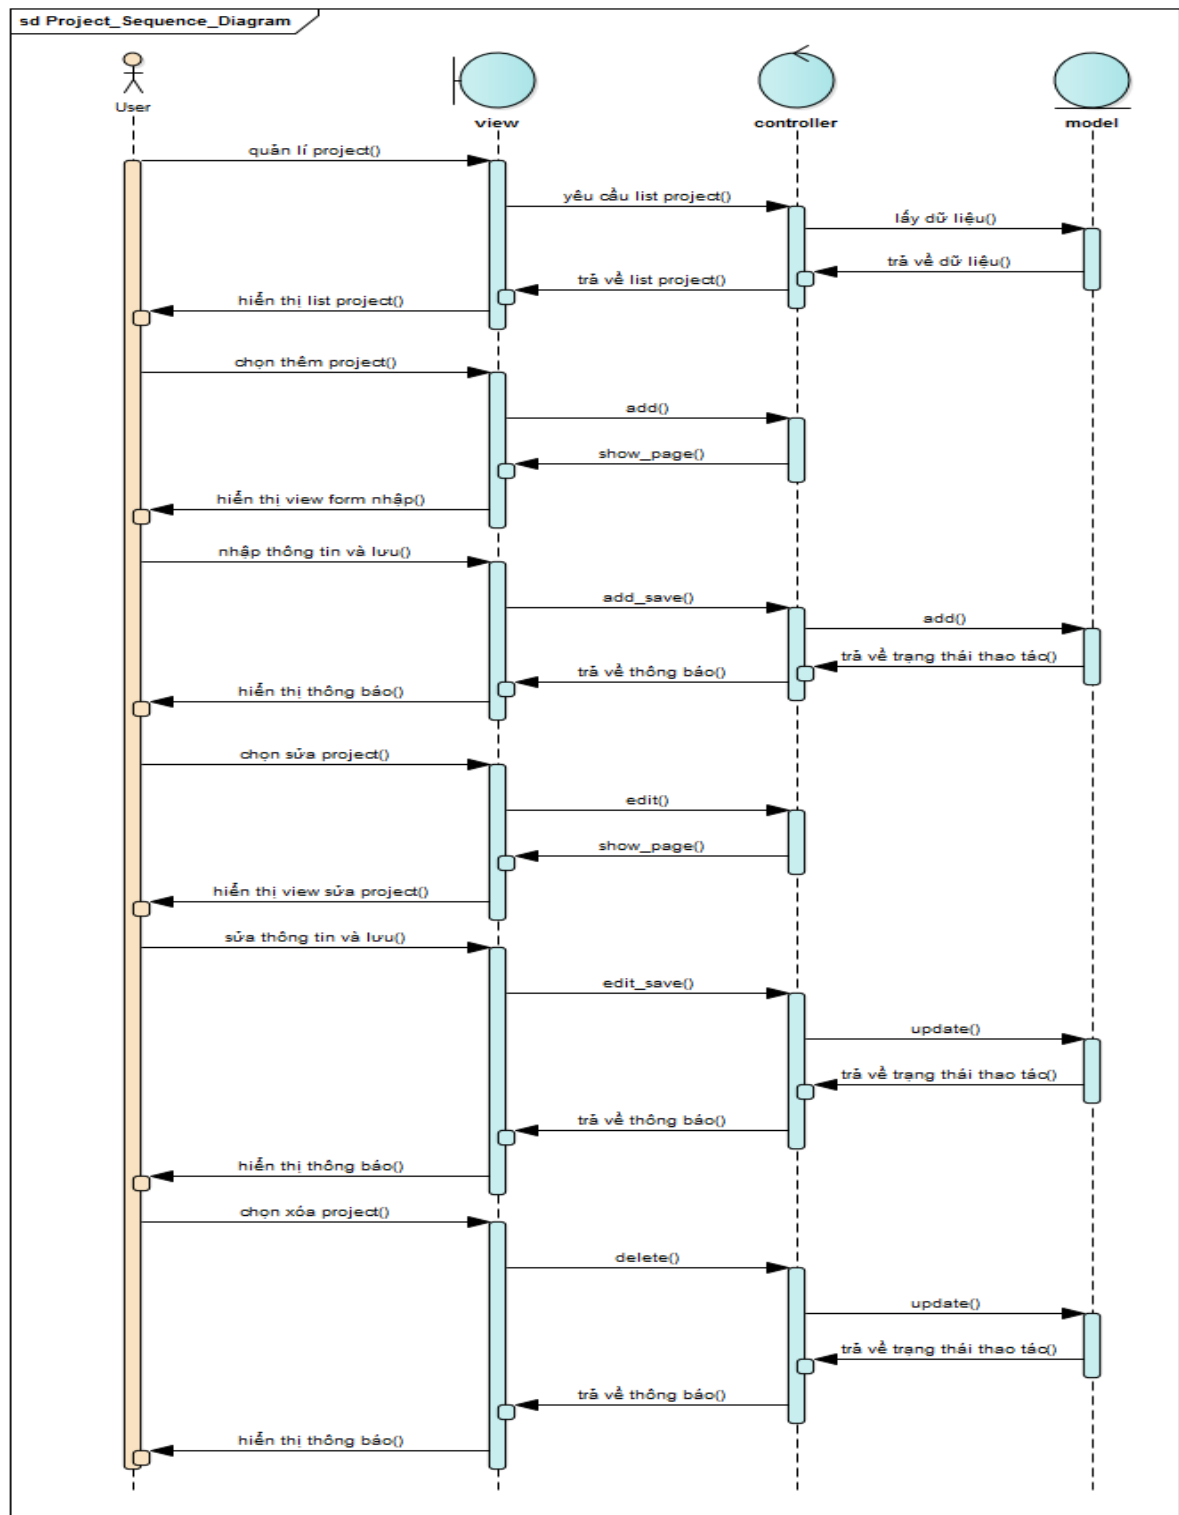 sd Project_Sequence_Diagram
User
view
controller
model
quản lí project()
yêu cầu list project()
lấy dữ liệu()
trả về dữ liệu()
trả về list project()
hiển thị list project()
chọn thêm project()
add()
show_page()
hiển thị view form nhập()
nhập thông tin và lưu()
add_save()
add()
trả về trạng thái thao tác()
trả về thông báo()
hiển thị thông báo()
chọn sửa project()
edit()
show_page()
hiển thị view sửa project()
sửa thông tin và lưu()
edit_save()
update()
trả về trạng thái thao tác()
trả về thông báo()
hiển thị thông báo()
chọn xóa project()
delete()
update()
trả về trạng thái thao tác()
trả về thông báo()
hiển thị thông báo()